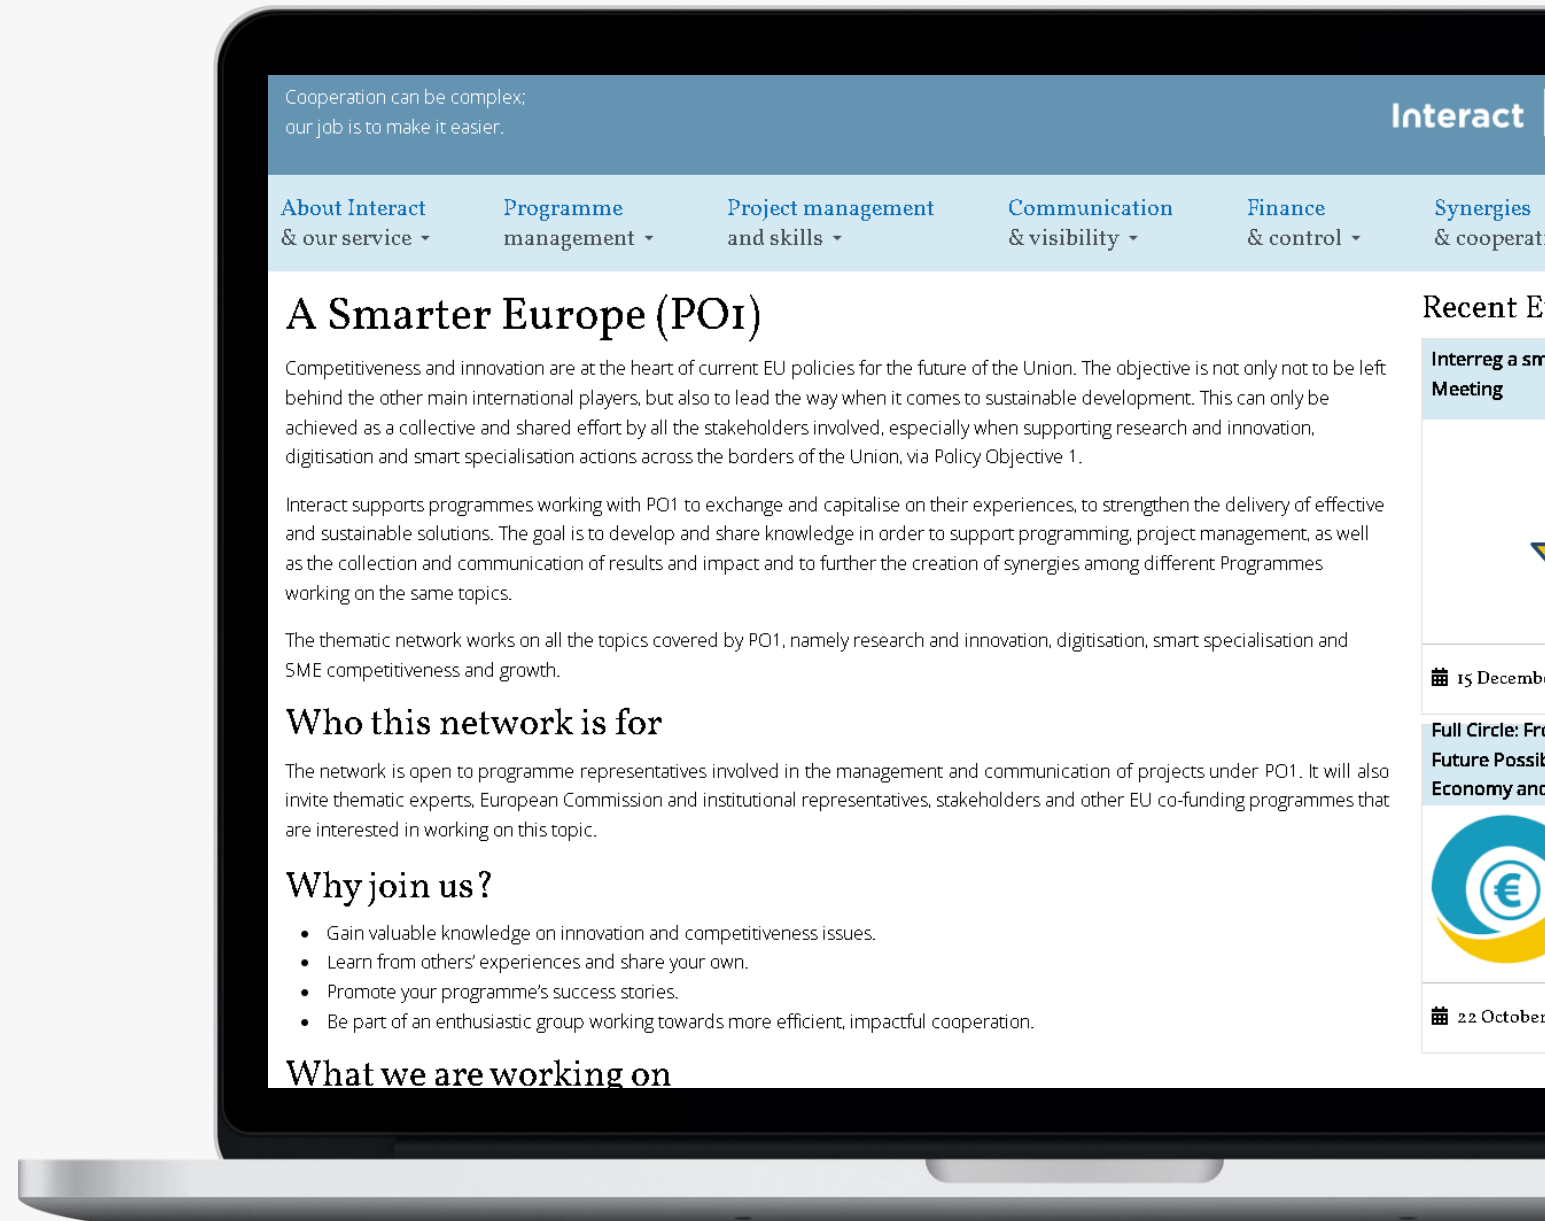 Cooperation can be complex;
our job is to make it easier.
Interact
About Interact
& our service
Programme
management
Project management
and skills
Communication
& visibility
Finance
& control
Synergies
&
A Smarter Europe (PO1)
Competitiveness and innovation are at the heart of current EU policies for the future of the Union. The objective is not only not to be left
behind the other main international players, but also to lead the way when it comes to sustainable development. This can only be
achieved as a collective and shared effort by all the stakeholders involved, especially when supporting research and innovation,
digitisation and smart specialisation actions across the borders of the Union, via Policy Objective 1.
Interact supports programmes working with PO1 to exchange and capitalise on their experiences, to strengthen the delivery of effective
and sustainable solutions. The goal is to develop and share knowledge in order to support programming, project management, as well
as the collection and communication of results and impact and to further the creation of synergies among different Programmes
working on the same topics.
The thematic network works on all the topics covered by PO1, namely research and innovation, digitisation, smart specialisation and
SME competitiveness and growth.
Who this network is for
The network is open to programme representatives involved in the management and communication of projects under PO1. It will also
invite thematic experts, European Commission and institutional representatives, stakeholders and other EU co-funding programmes that
are interested in working on this topic.
Why join us?
• Gain valuable knowledge on innovation and competitiveness issues.
• Learn from others' experiences and share your own.
• Promote your programme's success stories.
• Be part of an enthusiastic group working towards more efficient, impactful cooperation.
What we are working on
Recent
Interreg a
Meeting
15
Full Circle:
Future
Economy
€
22 October